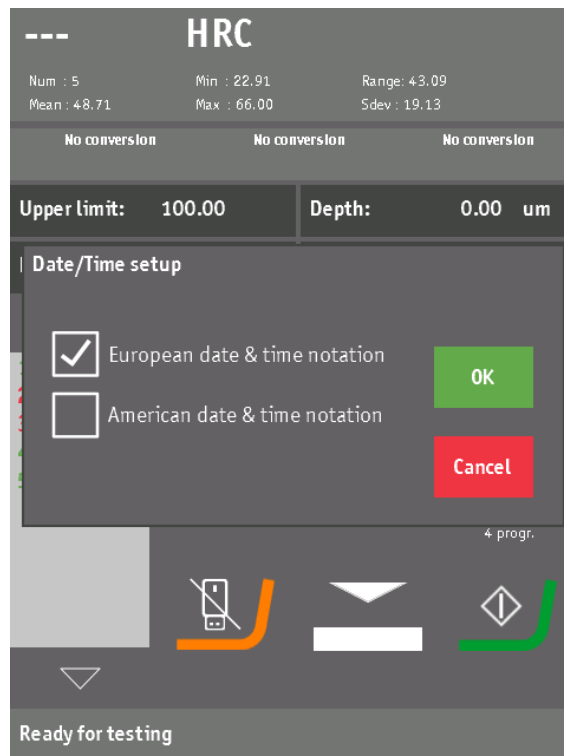 --- HRC
Num : 5 Min : 22.91 Range: 43.09
Mean : 48.71 Max : 66.00 Sdev : 19.13
No conversion No conversion No conversion
Upper limit: 100.00 Depth: 0.00 um
Date/Time setup
European date & time notation
OK
American date & time notation
Cancel
4 progr.
Ready for testing